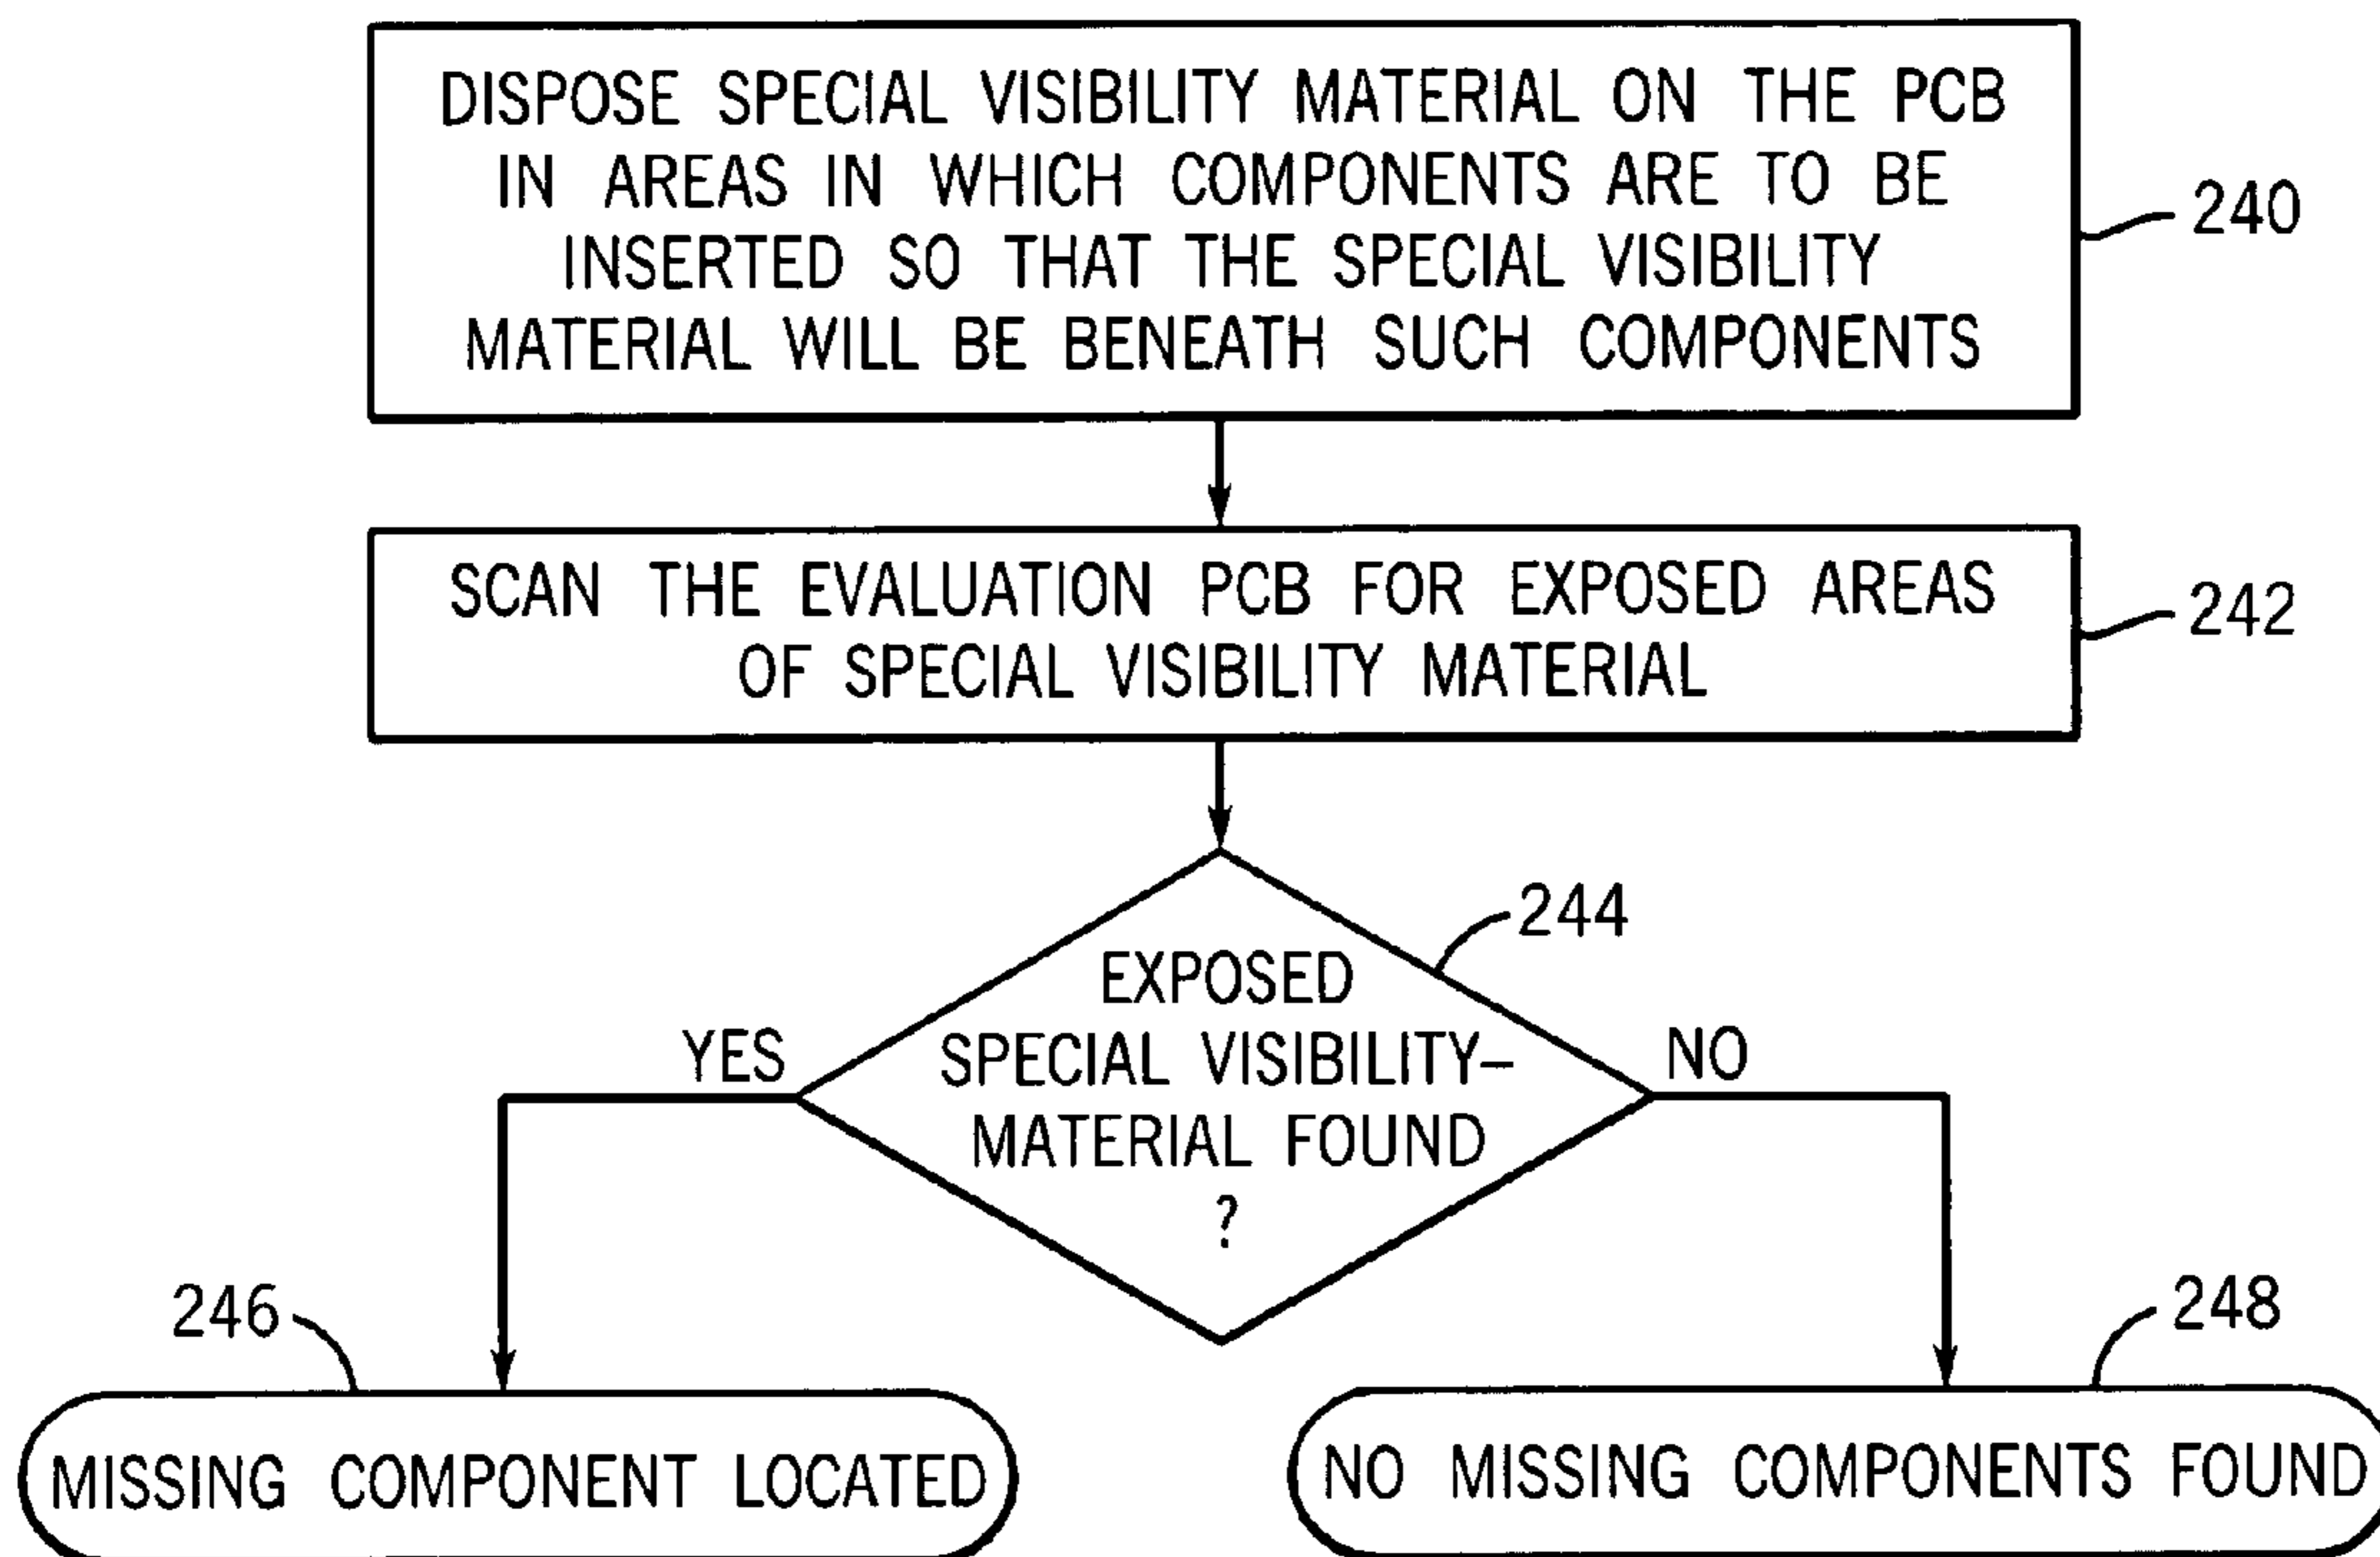 DISPOSE SPECIAL VISIBILITY MATERIAL ON THE PCB
IN AREAS IN WHICH COMPONENTS ARE TO BE
INSERTED SO THAT THE SPECIAL VISIBILITY
MATERIAL WILL BE BENEATH SUCH COMPONENTS
240
SCAN THE EVALUATION PCB FOR EXPOSED AREAS
OF SPECIAL VISIBILITY MATERIAL
242
244
EXPOSED
SPECIAL VISIBILITY–
MATERIAL FOUND
?
YES
NO
246
248
MISSING COMPONENT LOCATED
NO MISSING COMPONENTS FOUND